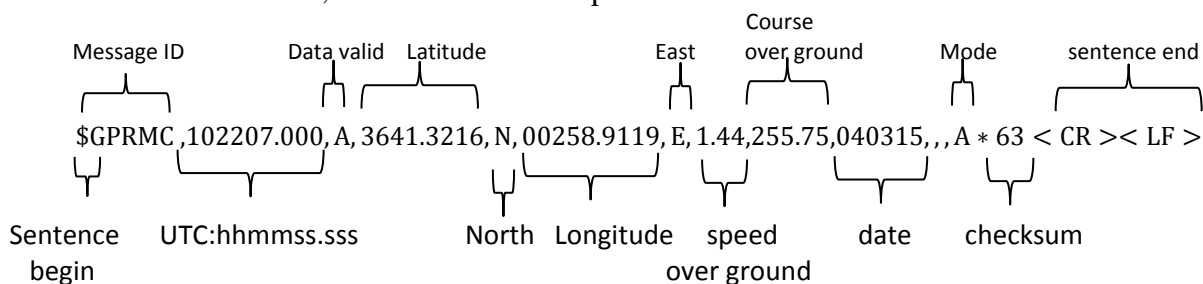 Course
Message ID Data valid Latitude East over ground Mode sentence end
$GPRMC ,102207.000, A, 3641.3216, N, 00258.9119, E, 1.44, 255.75, 040315, , , A * 63 < CR >< LF >
Sentence UTC:hhmmss.sss North Longitude speed date checksum
begin over ground